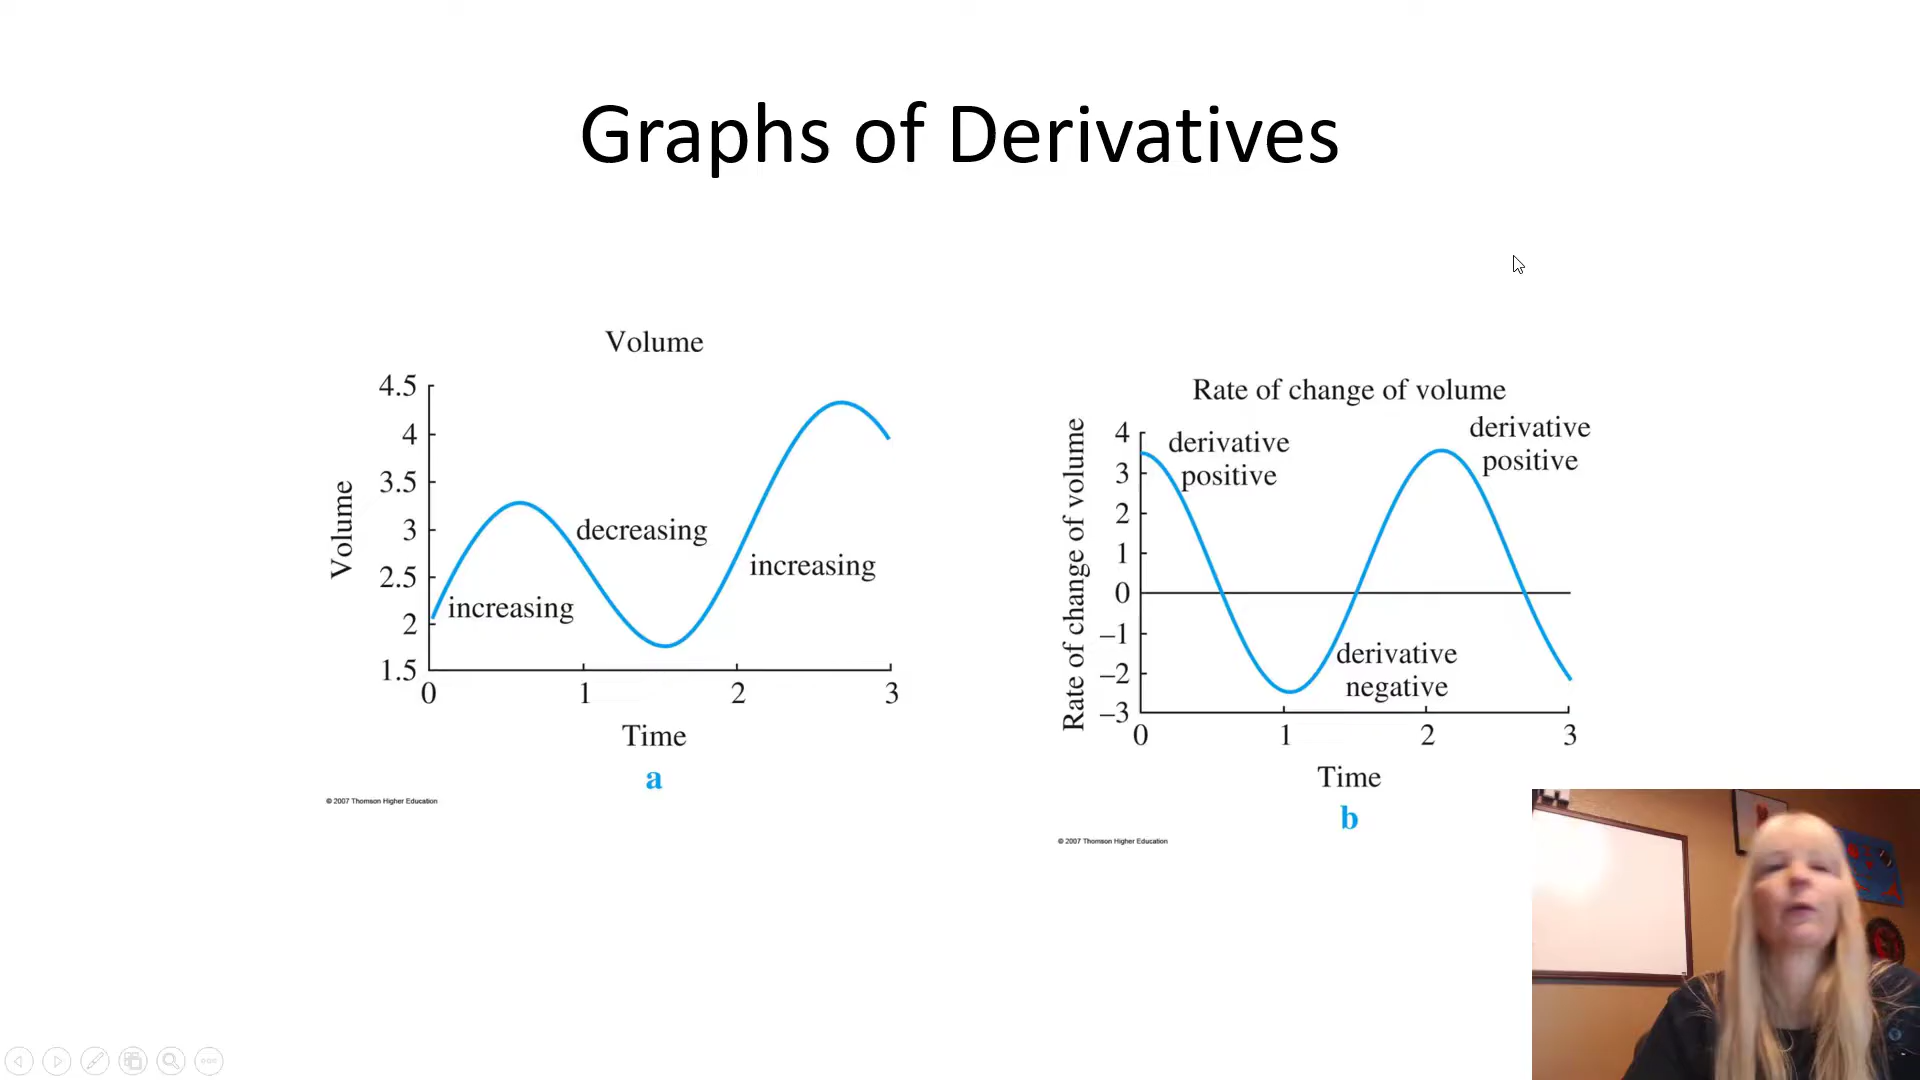 Graphs of Derivatives
Volume
4.5
4
3.5
3
2.5
2
1.5
Volume
increasing
decreasing
increasing
0 1 2 3
Time
a
© 2007 Thomson Higher Education
Rate of change of volume
4
3
2
1
0
–1
–2
–3
Rate of change of volume
derivative
positive
derivative
negative
derivative
positive
0 1 2 3
Time
b
© 2007 Thomson Higher Education